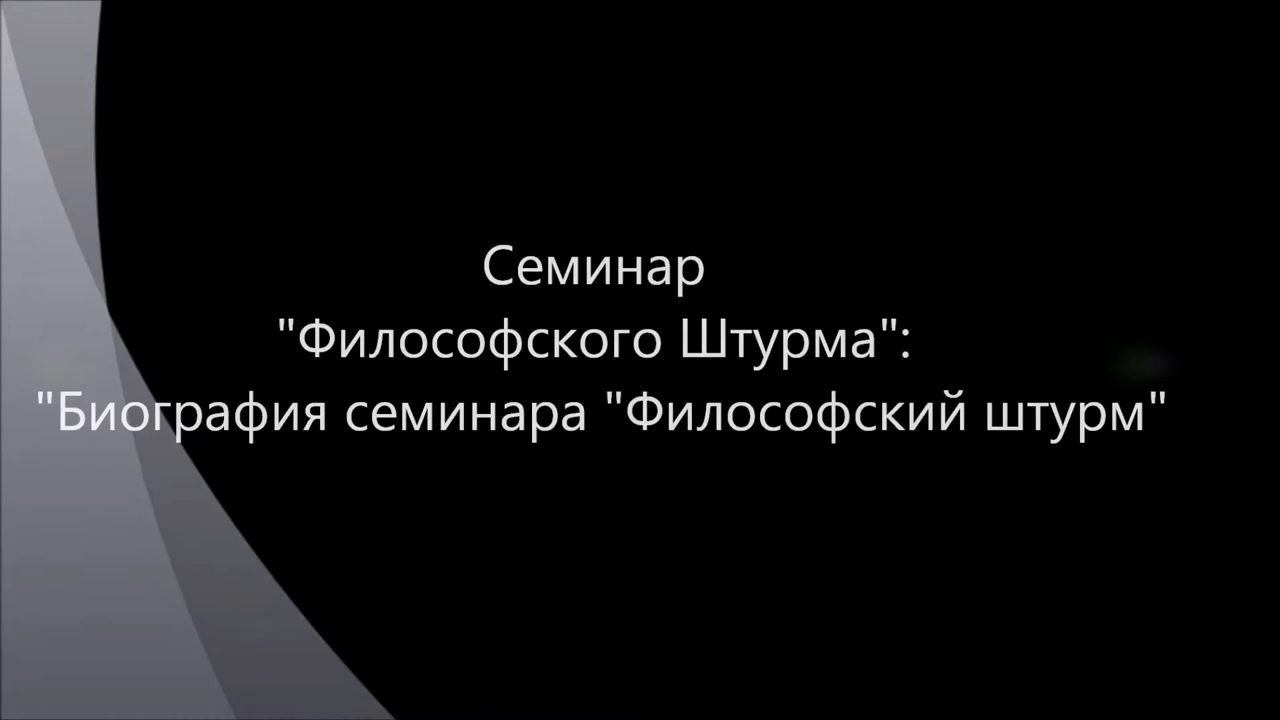 Семинар
"Философского Штурма":
"Биография семинара "Философский штурм"